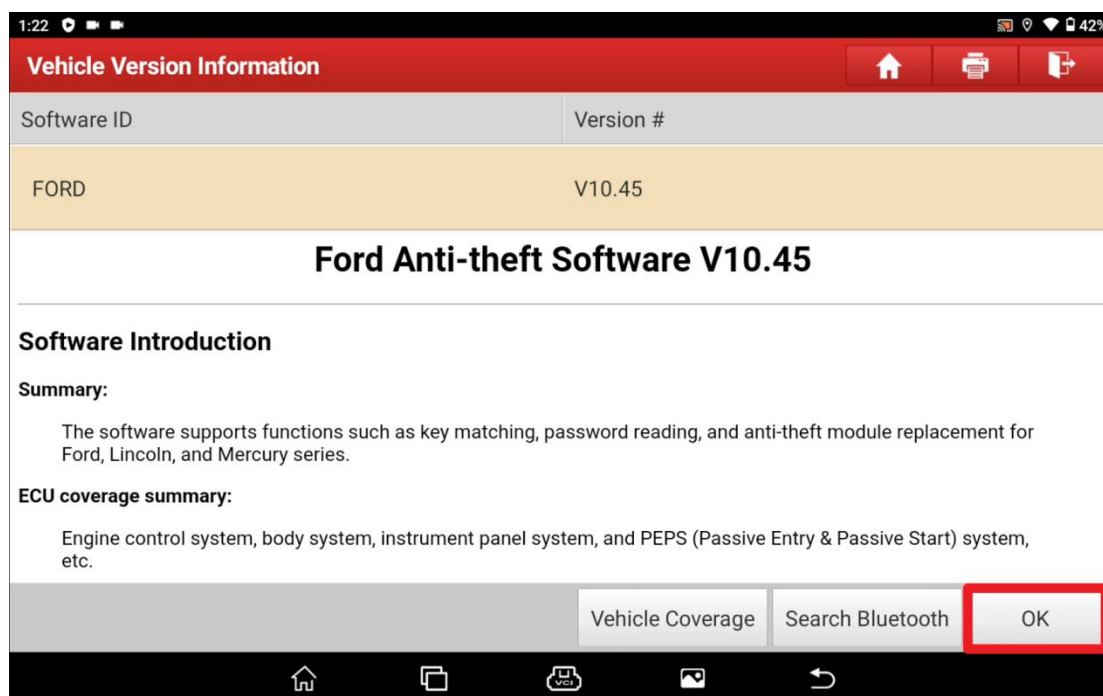 1:22 42%
Vehicle Version Information
Software ID Version #
FORD V10.45
Ford Anti-theft Software V10.45
Software Introduction
Summary:
The software supports functions such as key matching, password reading, and anti-theft module replacement for
Ford, Lincoln, and Mercury series.
ECU coverage summary:
Engine control system, body system, instrument panel system, and PEPS (Passive Entry & Passive Start) system,
etc.
Vehicle Coverage Search Bluetooth OK
VCI